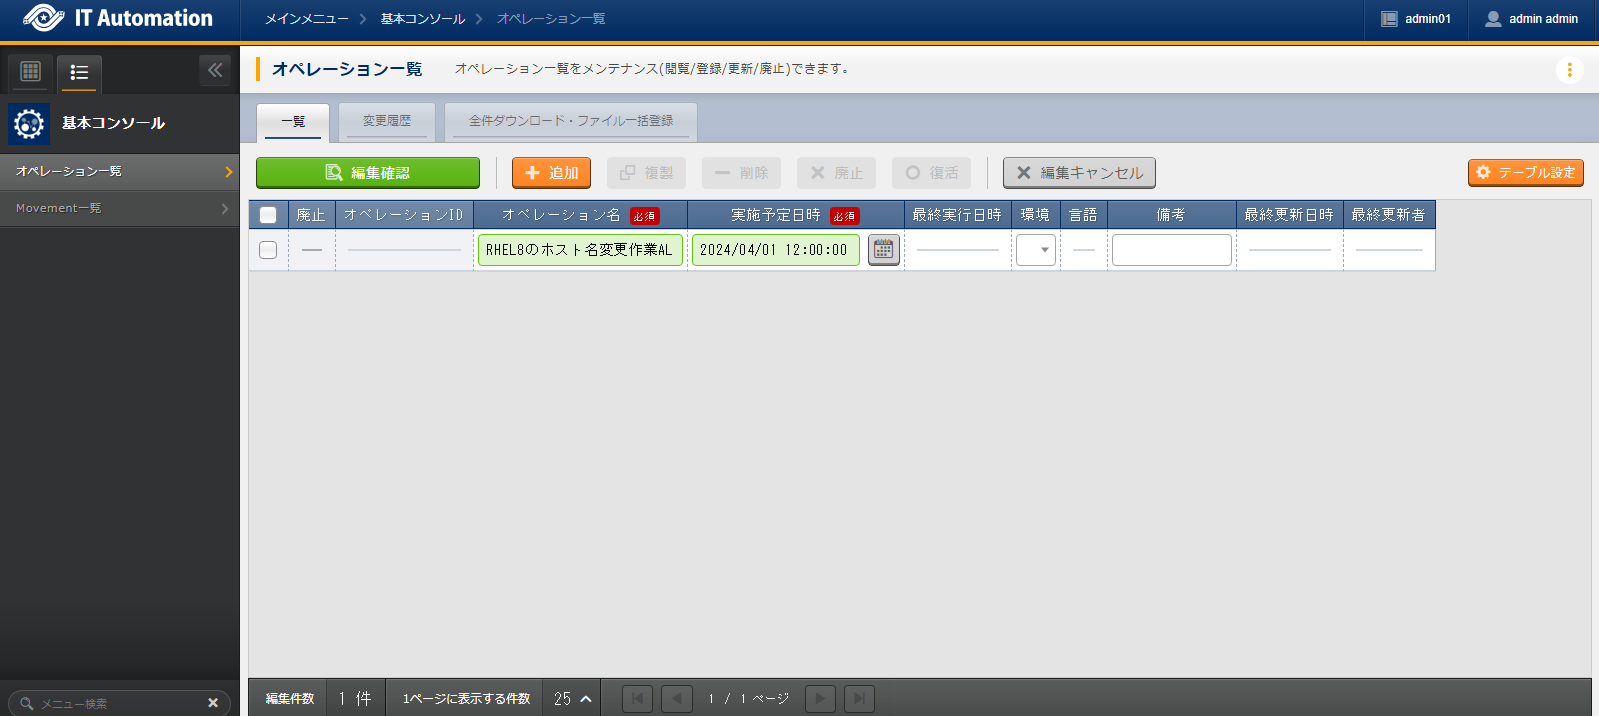 IT Automation
メインメニュー
基本コンソール
オペレーション一覧
admin01
admin admin
基本コンソール
オペレーション一覧
Movement一覧
メニュー検索
オペレーション一覧
オペレーション一覧をメンテナンス(閲覧/登録/更新/廃止)できます。
一覧
変更履歴
全件ダウンロード・ファイル一括登録
編集確認
追加
複製
削除
廃止
復活
編集キャンセル
テーブル設定
廃止 オペレーションID オペレーション名 必須 実施予定日時 必須 最終実行日時 環境 言語 備考 最終更新日時 最終更新者
RHEL8のホスト名変更作業AL 2024/04/01 12:00:00
編集件数 1 件 1ページに表示する件数 25 1 / 1 ページ